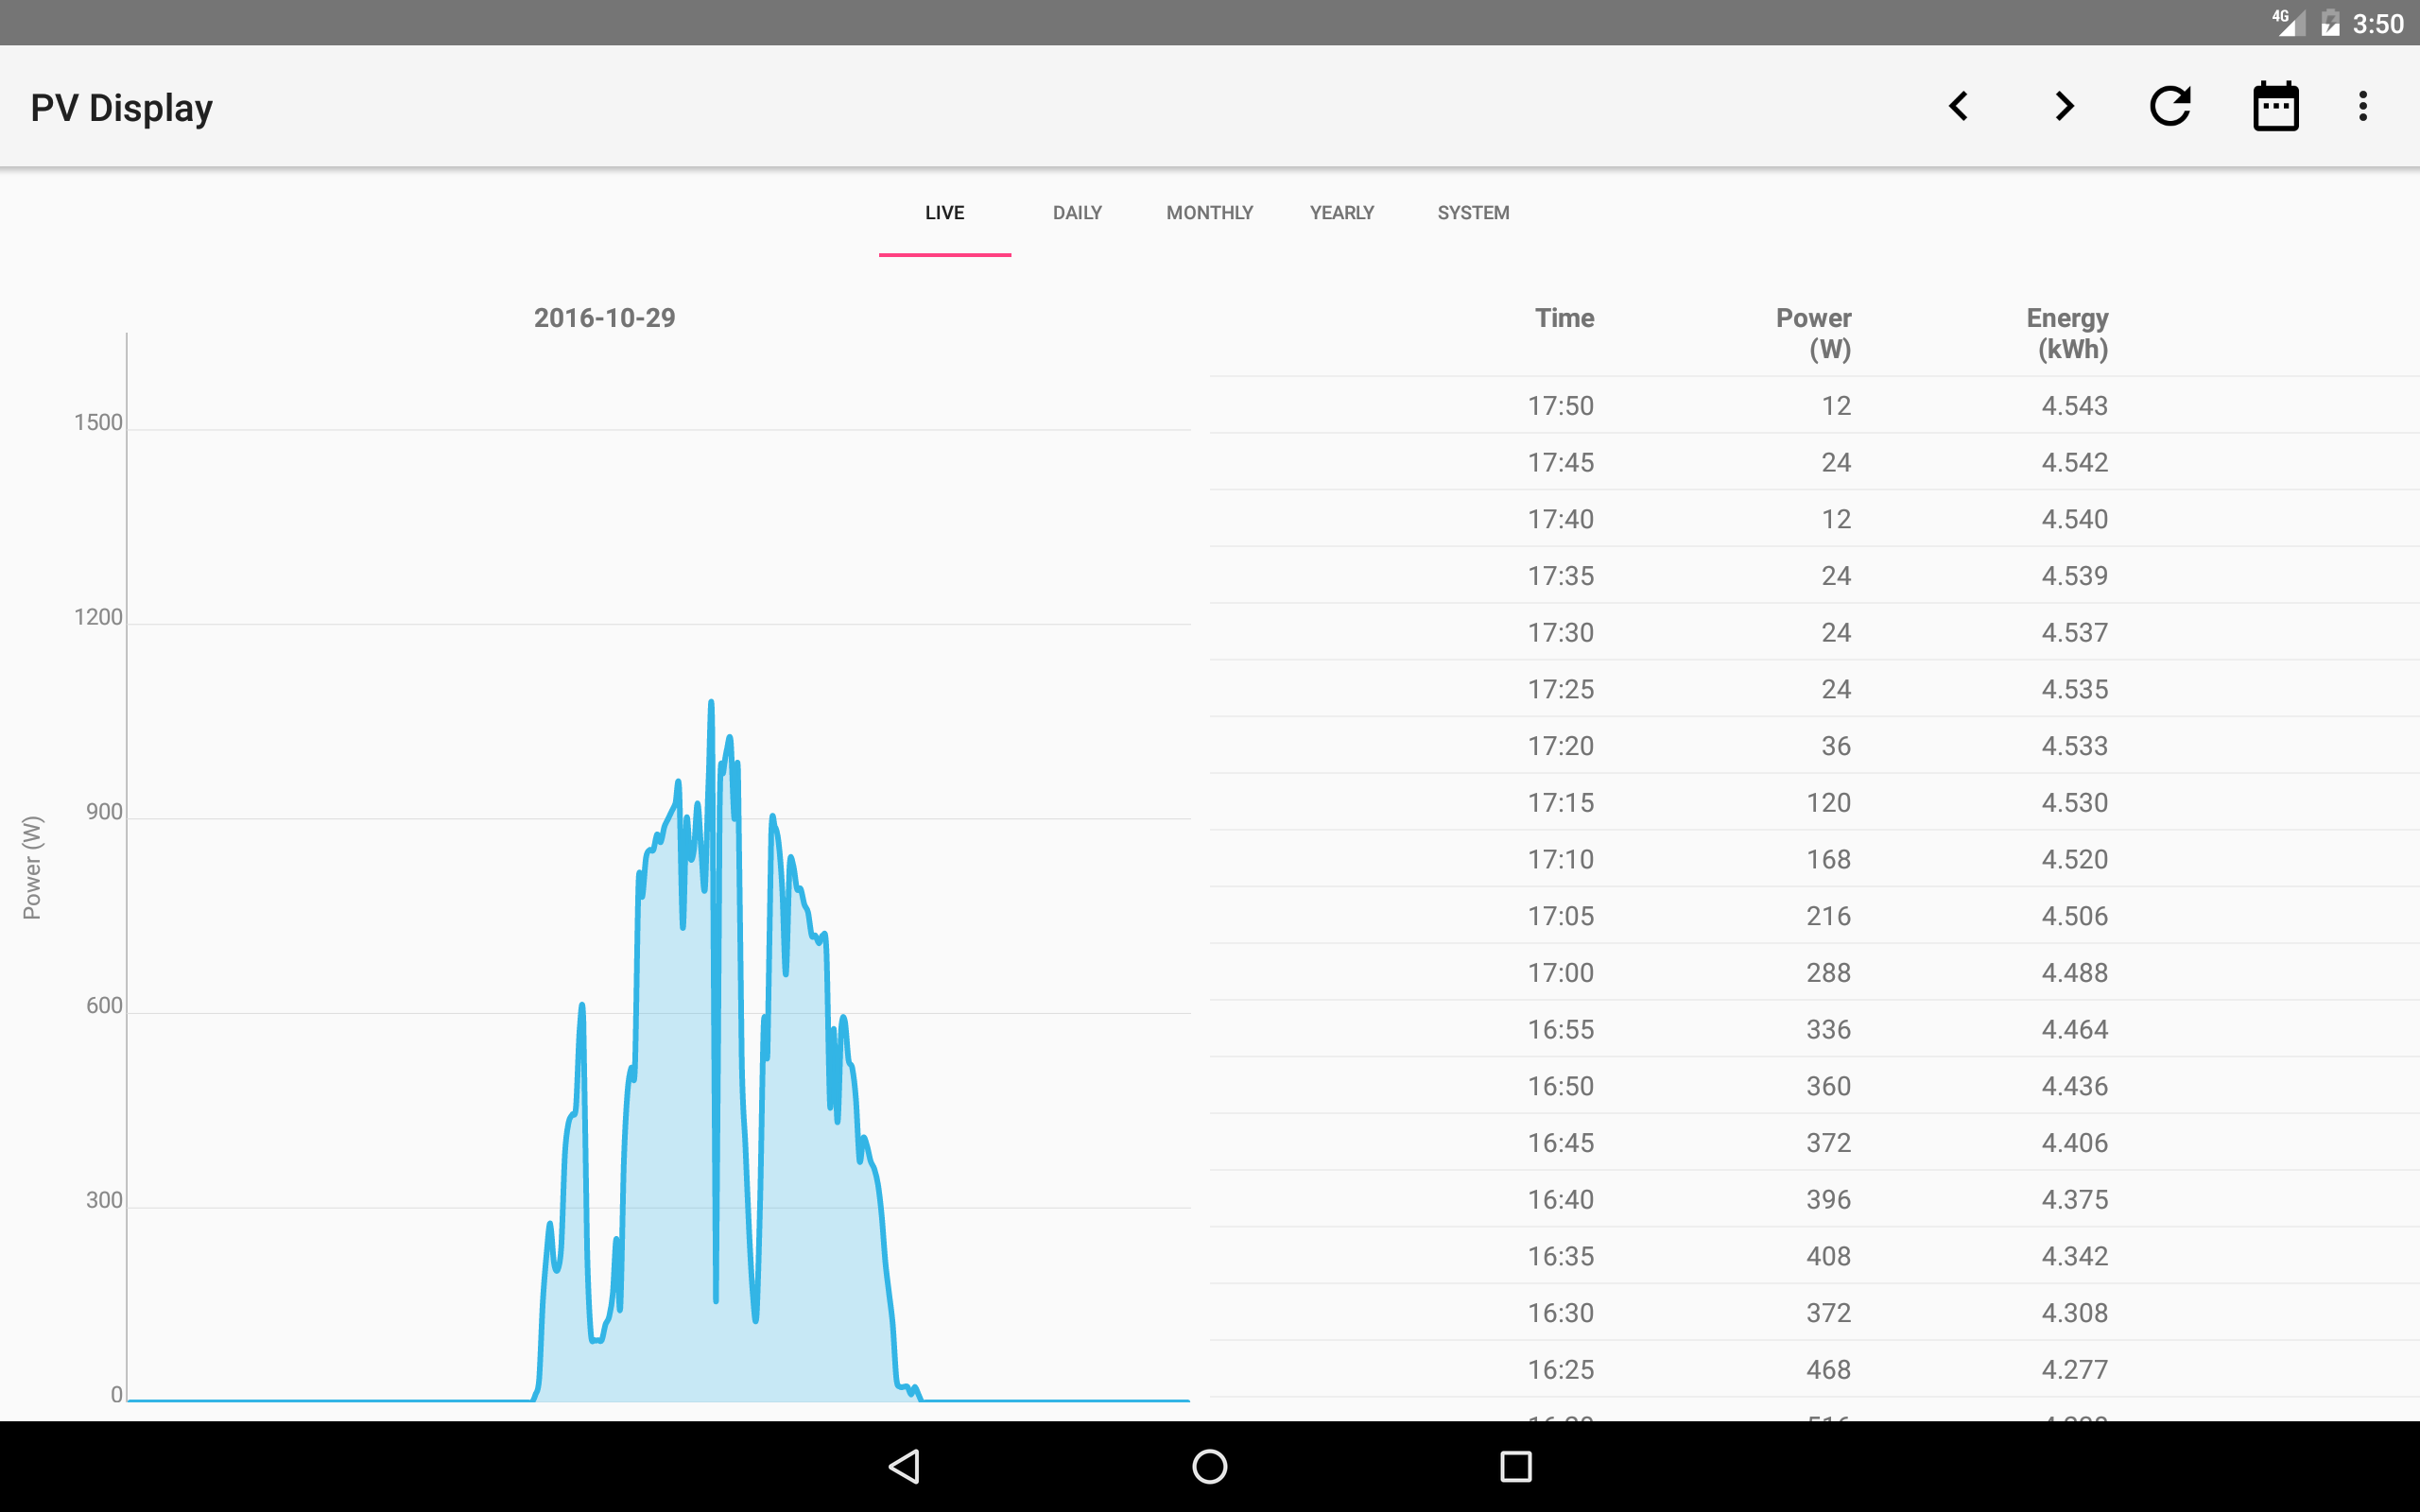 4G 3:50
PV Display
LIVE DAILY MONTHLY YEARLY SYSTEM
2016-10-29
1500
1200
900
600
300
0
Power (W)
Time Power (W) Energy (kWh)
17:50 12 4.543
17:45 24 4.542
17:40 12 4.540
17:35 24 4.539
17:30 24 4.537
17:25 24 4.535
17:20 36 4.533
17:15 120 4.530
17:10 168 4.520
17:05 216 4.506
17:00 288 4.488
16:55 336 4.464
16:50 360 4.436
16:45 372 4.406
16:40 396 4.375
16:35 408 4.342
16:30 372 4.308
16:25 468 4.277